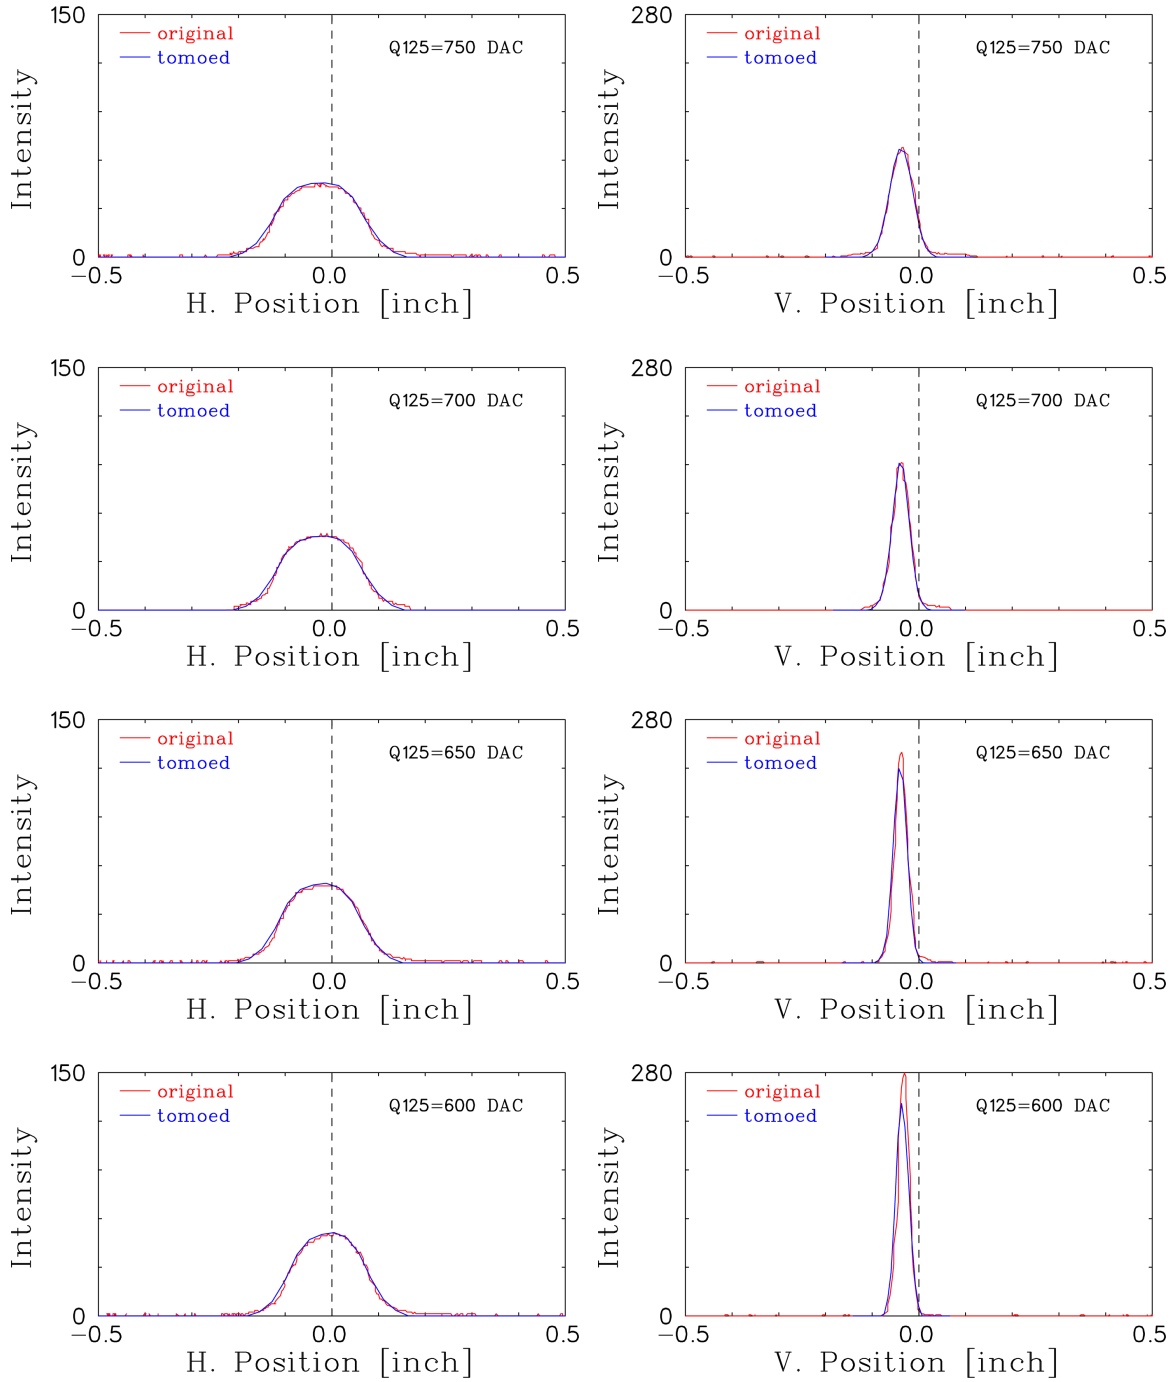 150
original
tomoed
Q125=750 DAC
Intensity
0
−0.5
0.0
0.5
H. Position [inch]
280
original
tomoed
Q125=750 DAC
Intensity
0
−0.5
0.0
0.5
V. Position [inch]
150
original
tomoed
Q125=700 DAC
Intensity
0
−0.5
0.0
0.5
H. Position [inch]
280
original
tomoed
Q125=700 DAC
Intensity
0
−0.5
0.0
0.5
V. Position [inch]
150
original
tomoed
Q125=650 DAC
Intensity
0
−0.5
0.0
0.5
H. Position [inch]
280
original
tomoed
Q125=650 DAC
Intensity
0
−0.5
0.0
0.5
V. Position [inch]
150
original
tomoed
Q125=600 DAC
Intensity
0
−0.5
0.0
0.5
H. Position [inch]
280
original
tomoed
Q125=600 DAC
Intensity
0
−0.5
0.0
0.5
V. Position [inch]